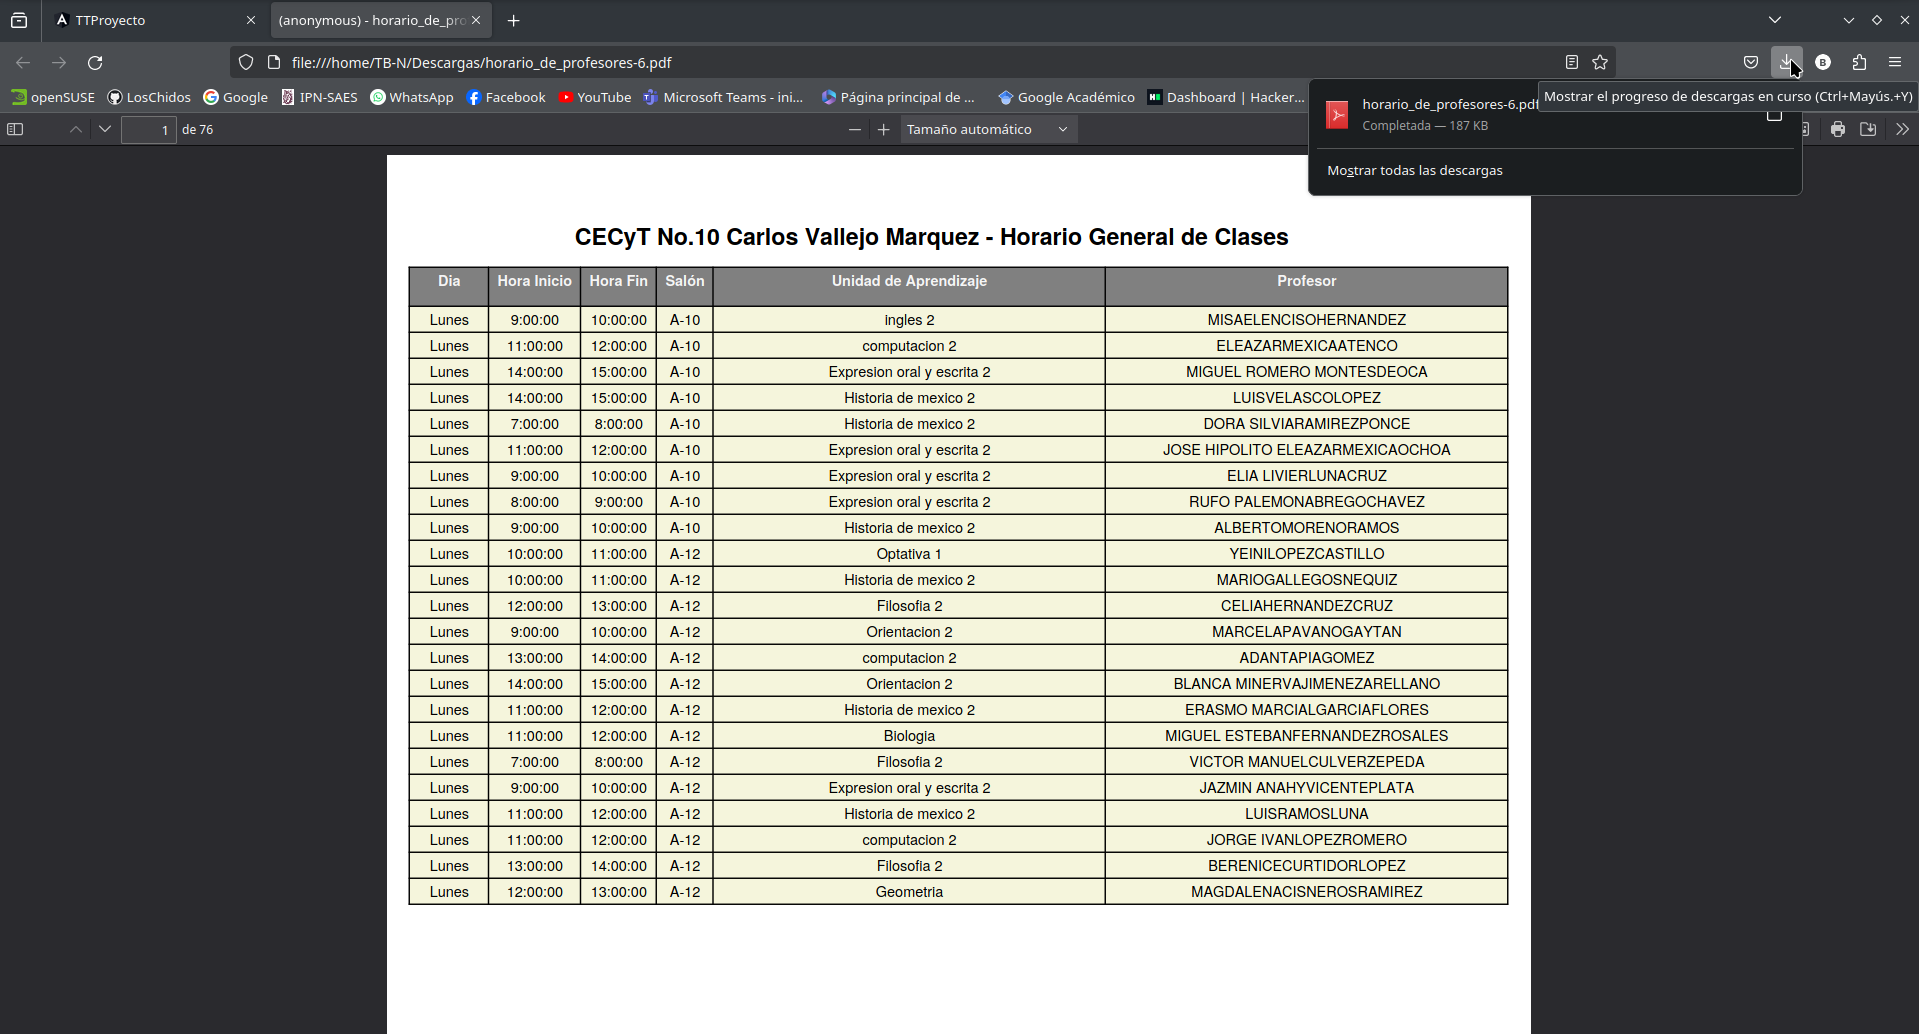 TTProyecto
(anonymous) - horario_de_pro
file:///home/TB-N/Descargas/horario_de_profesores-6.pdf
openSUSE LosChidos Google IPN-SAES WhatsApp Facebook YouTube Microsoft Teams - ini... Página principal de ... Google Académico Dashboard | Hacker...
horario_de_profesores-6.pdf
Mostrar el progreso de descargas en curso (Ctrl+Mayús.+Y)
Completada — 187 KB
Mostrar todas las descargas
1 de 76 Tamaño automático
CECyT No.10 Carlos Vallejo Marquez - Horario General de Clases
Dia Hora Inicio Hora Fin Salón Unidad de Aprendizaje Profesor
Lunes 9:00:00 10:00:00 A-10 ingles 2 MISAELENCISOHERNANDEZ
Lunes 11:00:00 12:00:00 A-10 computacion 2 ELEAZARMEXICAATENCO
Lunes 14:00:00 15:00:00 A-10 Expresion oral y escrita 2 MIGUEL ROMERO MONTESDEOCA
Lunes 14:00:00 15:00:00 A-10 Historia de mexico 2 LUISVELASCOLOPEZ
Lunes 7:00:00 8:00:00 A-10 Historia de mexico 2 DORA SILVIARAMIREZPONCE
Lunes 11:00:00 12:00:00 A-10 Expresion oral y escrita 2 JOSE HIPOLITO ELEAZARMEXICAOCHOA
Lunes 9:00:00 10:00:00 A-10 Expresion oral y escrita 2 ELIA LIVIERLUNACRUZ
Lunes 8:00:00 9:00:00 A-10 Expresion oral y escrita 2 RUFO PALEMONABREGOCHAVEZ
Lunes 9:00:00 10:00:00 A-10 Historia de mexico 2 ALBERTOMORENORAMOS
Lunes 10:00:00 11:00:00 A-12 Optativa 1 YEINILOPEZCASTILLO
Lunes 10:00:00 11:00:00 A-12 Historia de mexico 2 MARIOGALLEGOSNEQUIZ
Lunes 12:00:00 13:00:00 A-12 Filosofia 2 CELIAHERNANDEZCRUZ
Lunes 9:00:00 10:00:00 A-12 Orientacion 2 MARCELAPAVANOGAYTAN
Lunes 13:00:00 14:00:00 A-12 computacion 2 ADANTAPIAGOMEZ
Lunes 14:00:00 15:00:00 A-12 Orientacion 2 BLANCA MINERVAJIMENEZARELLANO
Lunes 11:00:00 12:00:00 A-12 Historia de mexico 2 ERASMO MARCIALGARCIAFLORES
Lunes 11:00:00 12:00:00 A-12 Biologia MIGUEL ESTEBANFERNANDEZROSALES
Lunes 7:00:00 8:00:00 A-12 Filosofia 2 VICTOR MANUELCULVERZEPEDA
Lunes 9:00:00 10:00:00 A-12 Expresion oral y escrita 2 JAZMIN ANAHYVICENTEPLATA
Lunes 11:00:00 12:00:00 A-12 Historia de mexico 2 LUISRAMOSLUNA
Lunes 11:00:00 12:00:00 A-12 computacion 2 JORGE IVANLOPEZROMERO
Lunes 13:00:00 14:00:00 A-12 Filosofia 2 BERENICECURTIDORLOPEZ
Lunes 12:00:00 13:00:00 A-12 Geometria MAGDALENACISNEROSRAMIREZ